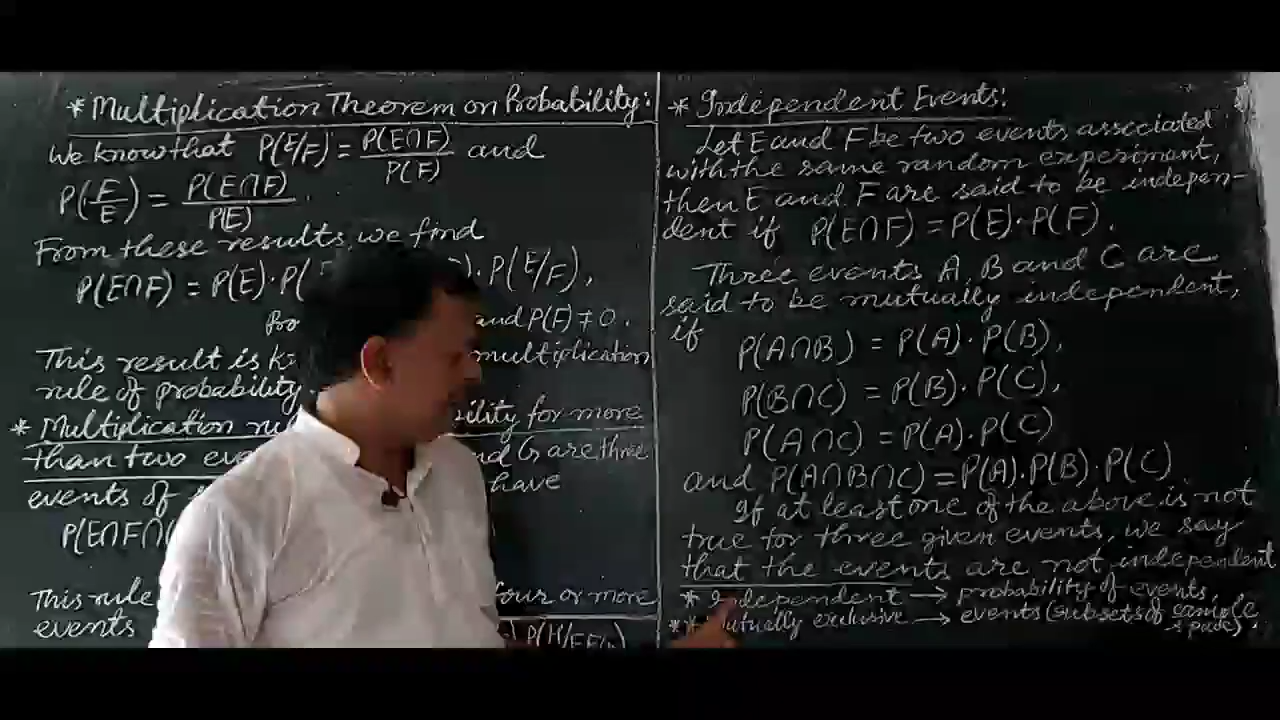 * Multiplication Theorem on Probability:
We know that P(E/F) = P(E∩F)/P(F) and
P(F/E) = P(E∩F)/P(E).
From these results, we find
P(E∩F) = P(E)·P( )·P(E/F),
and P(F) ≠ 0.
This result is multiplication
rule of probability.
* Multiplication for more
than two are three
events of have
P(E∩F∩
This rule four or more
events P(H/EF
* Independent Events:
Let E and F be two events associated
with the same random experiment,
then E and F are said to be indepen-
dent if P(E∩F) = P(E)·P(F).
Three events A, B and C are
said to be mutually independent,
if
P(A∩B) = P(A)·P(B),
P(B∩C) = P(B)·P(C),
P(A∩C) = P(A)·P(C)
and P(A∩B∩C) = P(A).P(B)·P(C)
If at least one of the above is not
true for three given events, we say
that the events are not independent
* Independent → probability of events,
** Mutually exclusive → events (subsets of sample space).